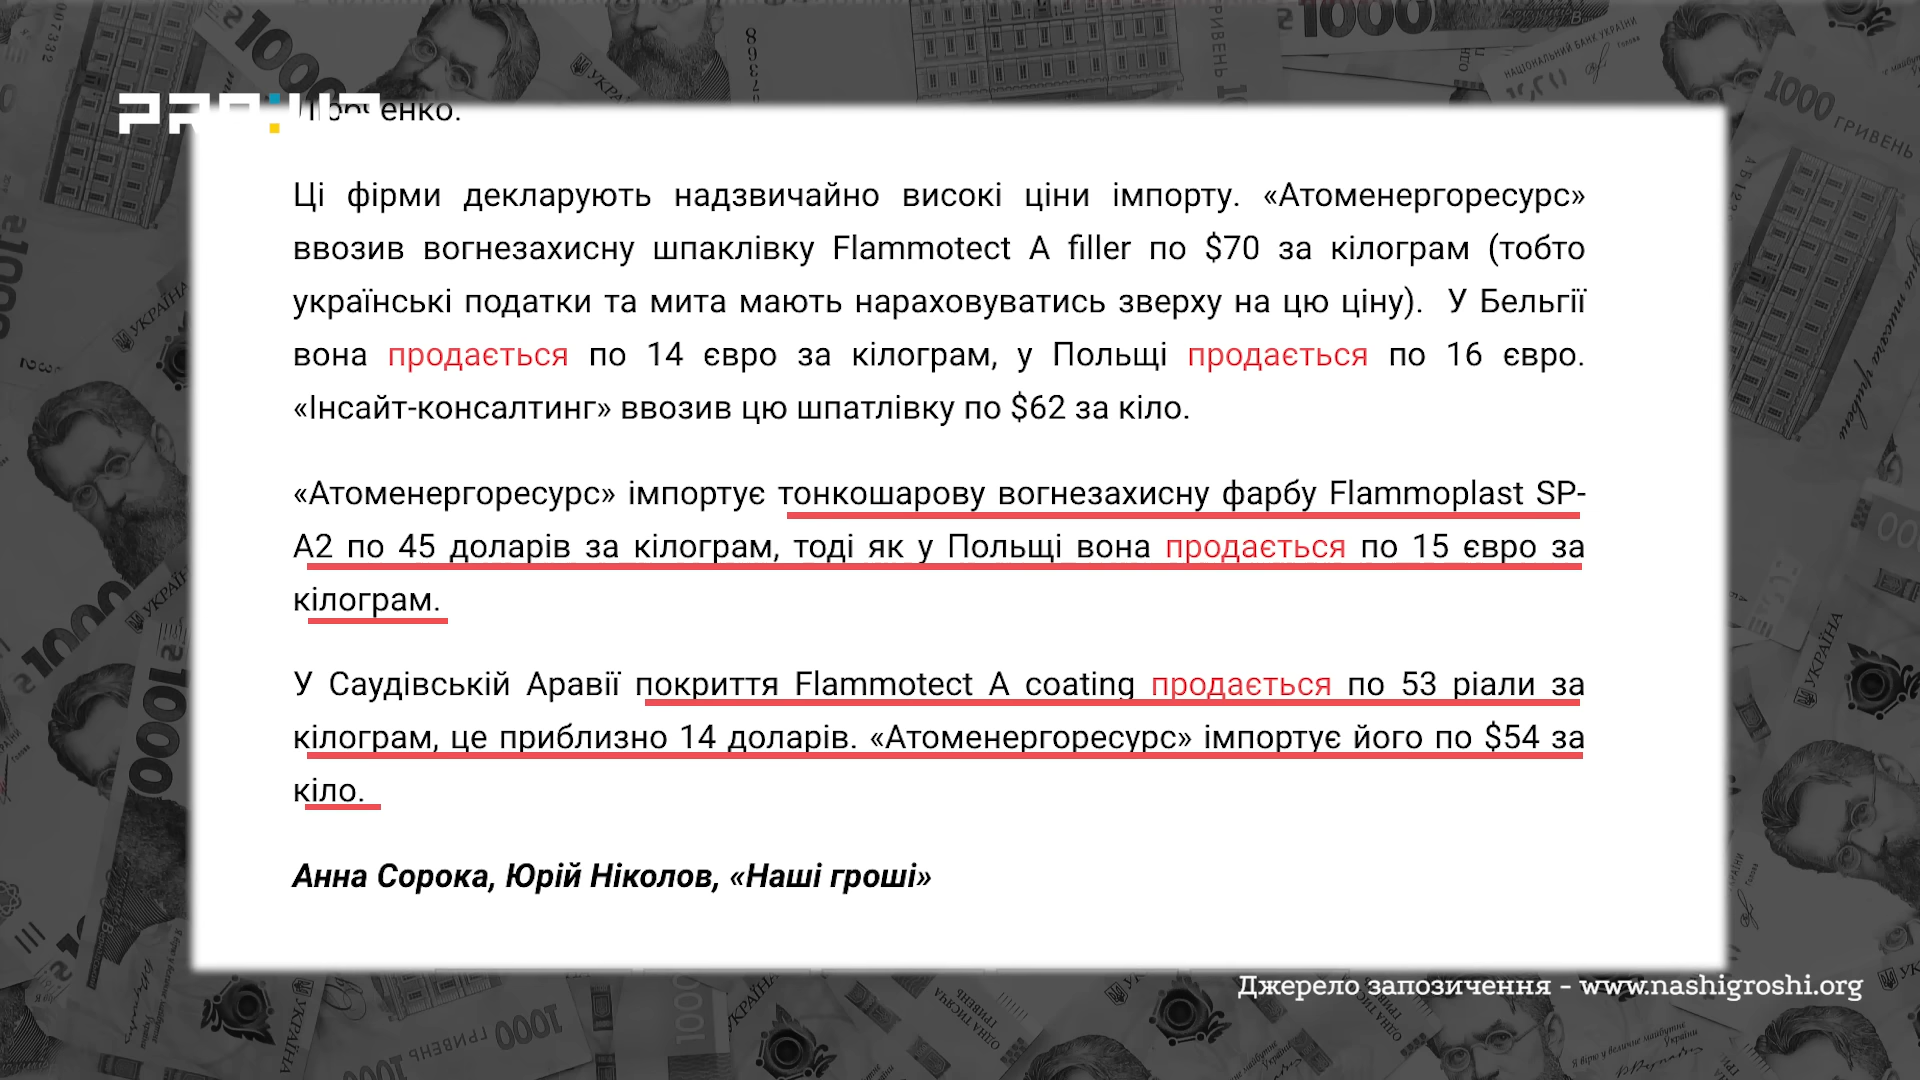 енко.
Ці фірми декларують надзвичайно високі ціни імпорту. «Атоменергоресурс»
ввозив вогнезахисну шпаклівку Flammotect A filler по $70 за кілограм (тобто
українські податки та мита мають нараховуватись зверху на цю ціну). У Бельгії
вона продається по 14 євро за кілограм, у Польщі продається по 16 євро.
«Інсайт-консалтинг» ввозив цю шпатлівку по $62 за кіло.
«Атоменергоресурс» імпортує тонкошарову вогнезахисну фарбу Flammoplast SP-
A2 по 45 доларів за кілограм, тоді як у Польщі вона продається по 15 євро за
кілограм.
У Саудівській Аравії покриття Flammotect A coating продається по 53 ріали за
кілограм, це приблизно 14 доларів. «Атоменергоресурс» імпортує його по $54 за
кіло.
Анна Сорока, Юрій Ніколов, «Наші гроші»
Джерело запозичення - www.nashigroshi.org